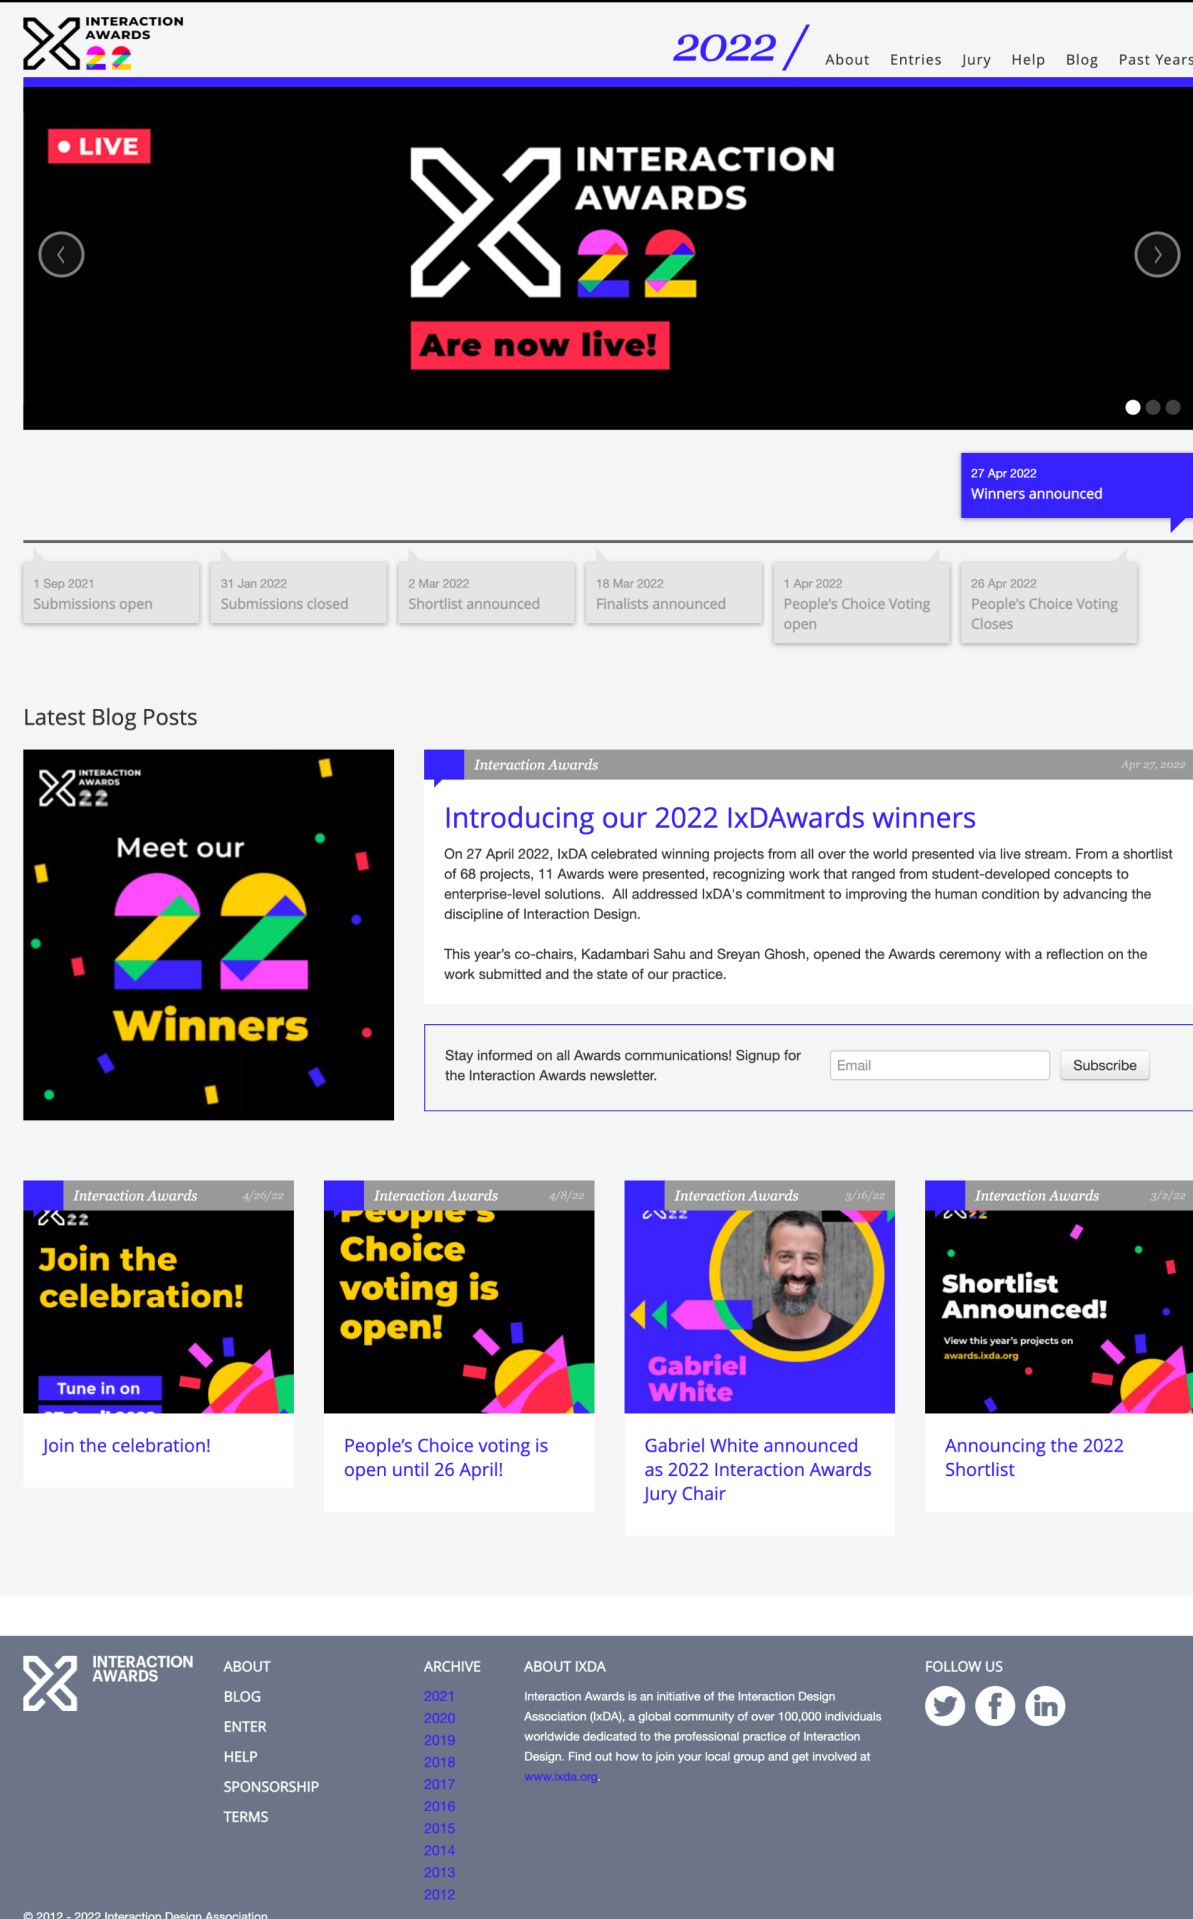 INTERACTION
AWARDS
22
2022 /
About Entries Jury Help Blog Past Years
LIVE
INTERACTION
AWARDS
22
Are now live!
27 Apr 2022
Winners announced
1 Sep 2021
Submissions open
31 Jan 2022
Submissions closed
2 Mar 2022
Shortlist announced
18 Mar 2022
Finalists announced
1 Apr 2022
People's Choice Voting
open
26 Apr 2022
People's Choice Voting
Closes
Latest Blog Posts
INTERACTION
AWARDS
22
Meet our
22
Winners
Interaction Awards Apr 27, 2022
Introducing our 2022 IxDAwards winners
On 27 April 2022, IxDA celebrated winning projects from all over the world presented via live stream. From a shortlist
of 68 projects, 11 Awards were presented, recognizing work that ranged from student-developed concepts to
enterprise-level solutions.  All addressed IxDA's commitment to improving the human condition by advancing the
discipline of Interaction Design.
This year's co-chairs, Kadambari Sahu and Sreyan Ghosh, opened the Awards ceremony with a reflection on the
work submitted and the state of our practice.
Stay informed on all Awards communications! Signup for
the Interaction Awards newsletter.
Email
Subscribe
Interaction Awards 4/26/22
22
Join the
celebration!
Tune in on
Join the celebration!
Interaction Awards 4/8/22
People's
Choice
voting is
open!
People's Choice voting is
open until 26 April!
Interaction Awards 3/16/22
22
Gabriel
White
Gabriel White announced
as 2022 Interaction Awards
Jury Chair
Interaction Awards 3/2/22
22
Shortlist
Announced!
View this year's projects on
awards.ixda.org
Announcing the 2022
Shortlist
INTERACTION
AWARDS
ABOUT
BLOG
ENTER
HELP
SPONSORSHIP
TERMS
ARCHIVE
2021
2020
2019
2018
2017
2016
2015
2014
2013
2012
ABOUT IXDA
Interaction Awards is an initiative of the Interaction Design
Association (IxDA), a global community of over 100,000 individuals
worldwide dedicated to the professional practice of Interaction
Design. Find out how to join your local group and get involved at
www.ixda.org.
FOLLOW US
© 2012 - 2022 Interaction Design Association